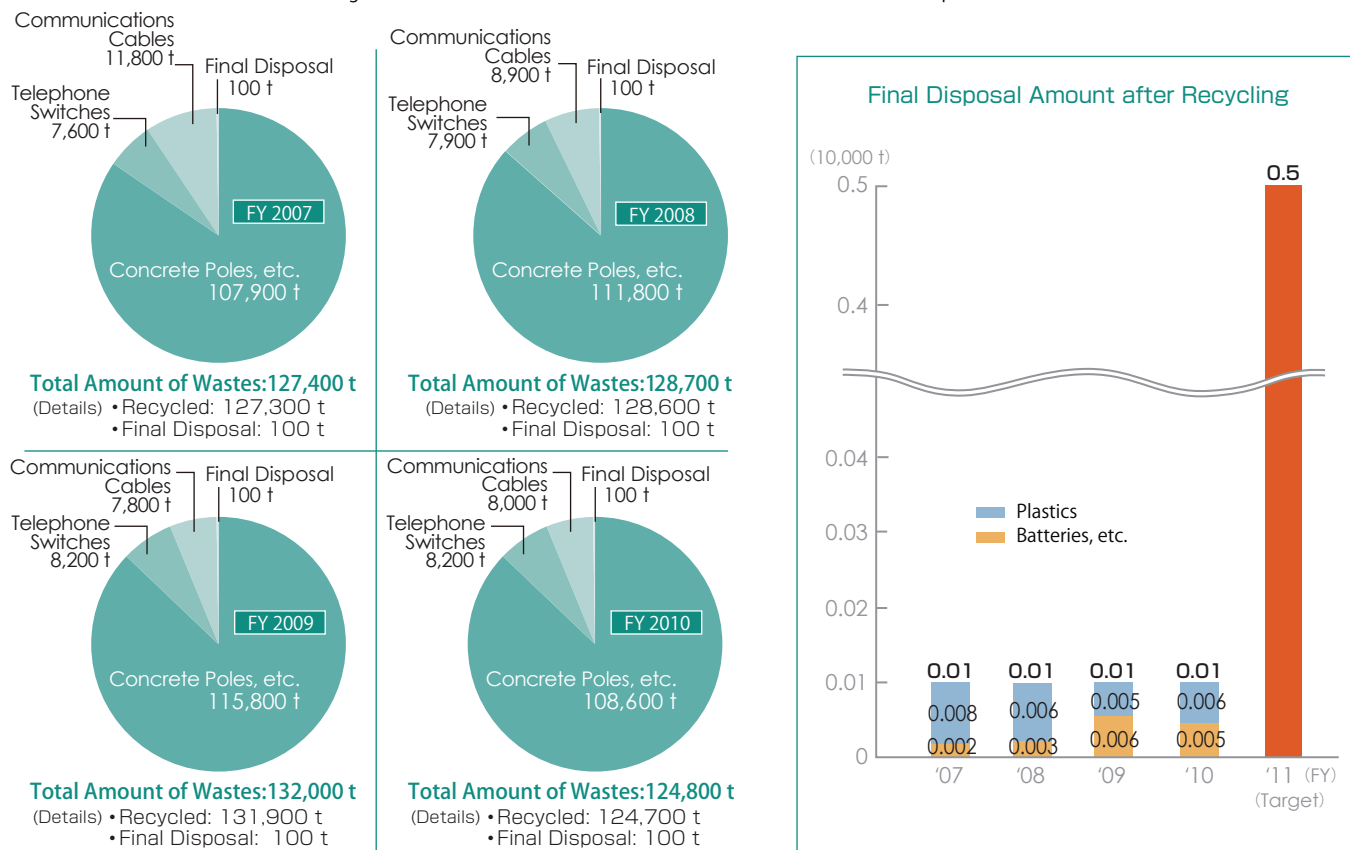 Communications
Cables
11,800 t
Final Disposal
100 t
Telephone
Switches
7,600 t
FY 2007
Concrete Poles, etc.
107,900 t
Total Amount of Wastes:127,400 t
(Details) •Recycled: 127,300 t
•Final Disposal: 100 t
Communications
Cables
8,900 t
Final Disposal
100 t
Telephone
Switches
7,900 t
FY 2008
Concrete Poles, etc.
111,800 t
Total Amount of Wastes:128,700 t
(Details) •Recycled: 128,600 t
•Final Disposal: 100 t
Communications
Cables
7,800 t
Final Disposal
100 t
Telephone
Switches
8,200 t
FY 2009
Concrete Poles, etc.
115,800 t
Total Amount of Wastes:132,000 t
(Details) •Recycled: 131,900 t
•Final Disposal: 100 t
Communications
Cables
8,000 t
Final Disposal
100 t
Telephone
Switches
8,200 t
FY 2010
Concrete Poles, etc.
108,600 t
Total Amount of Wastes:124,800 t
(Details) •Recycled: 124,700 t
•Final Disposal: 100 t
Final Disposal Amount after Recycling
(10,000 t)
0.5
0.5
0.4
0.04
0.03
0.02
0.01
0
Plastics
Batteries, etc.
0.01 0.01 0.01 0.01
0.008 0.006 0.005 0.006
0.002 0.003 0.006 0.005
'07 '08 '09 '10 '11 (FY)
(Target)